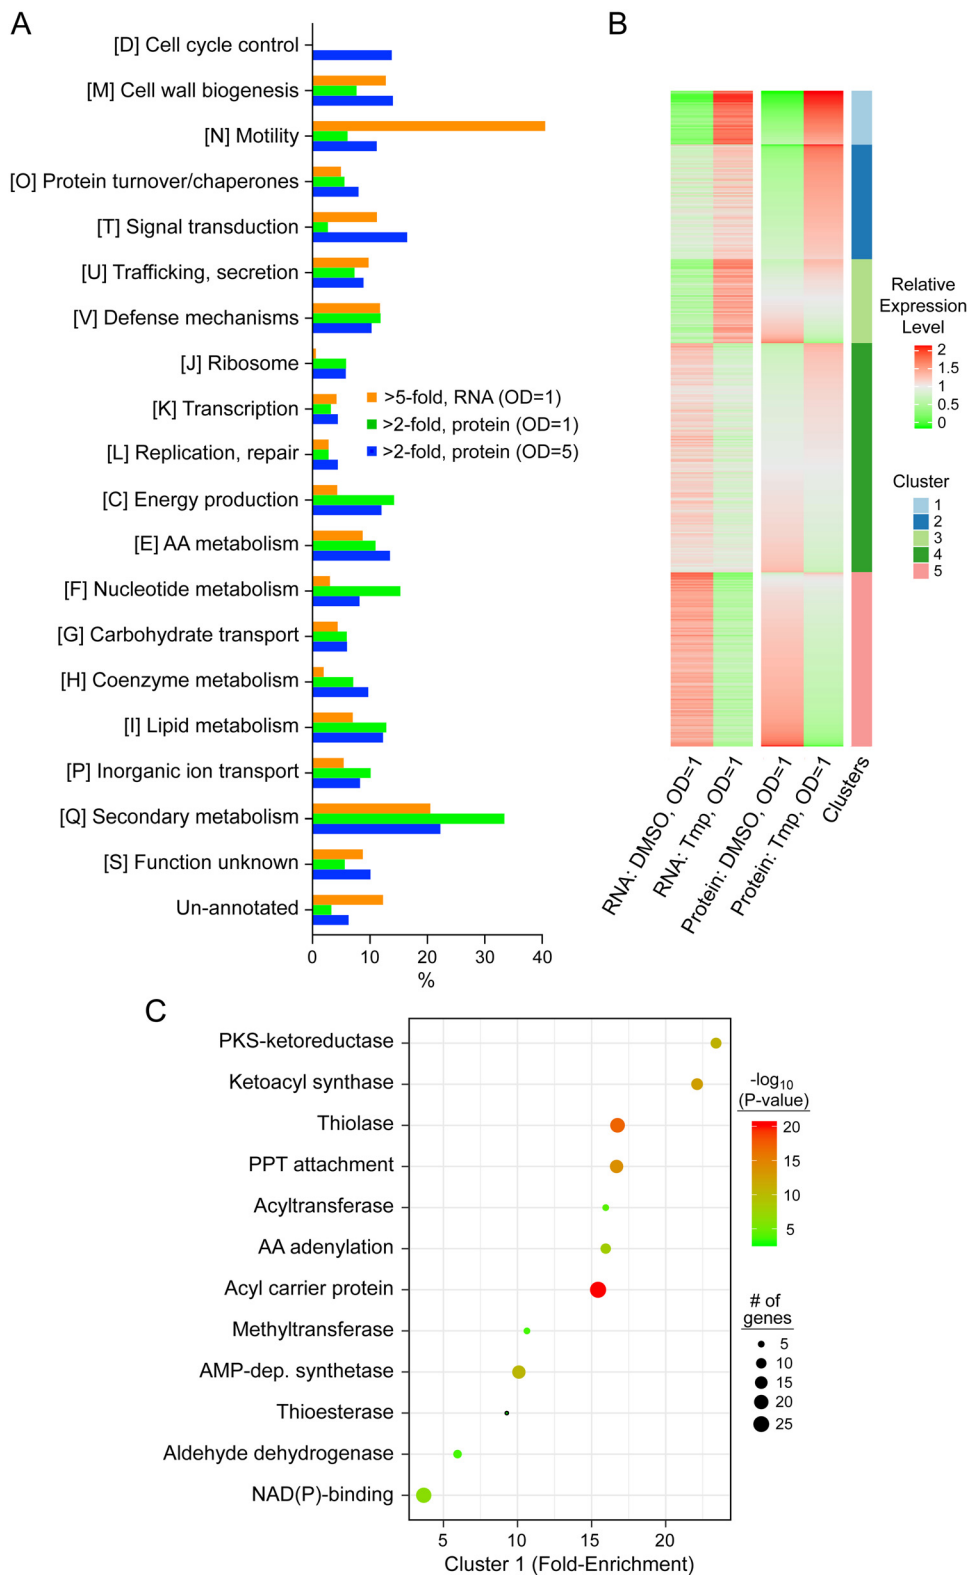 A
[D] Cell cycle control
[M] Cell wall biogenesis
[N] Motility
[O] Protein turnover/chaperones
[T] Signal transduction
[U] Trafficking, secretion
[V] Defense mechanisms
[J] Ribosome
[K] Transcription
[L] Replication, repair
[C] Energy production
[E] AA metabolism
[F] Nucleotide metabolism
[G] Carbohydrate transport
[H] Coenzyme metabolism
[I] Lipid metabolism
[P] Inorganic ion transport
[Q] Secondary metabolism
[S] Function unknown
Un-annotated
>5-fold, RNA (OD=1)
>2-fold, protein (OD=1)
>2-fold, protein (OD=5)
0 10 20 30 40
%
B
Relative
Expression
Level
2
1.5
1
0.5
0
Cluster
1
2
3
4
5
RNA: DMSO, OD=1
RNA: Tmp, OD=1
Protein: DMSO, OD=1
Protein: Tmp, OD=1
Clusters
C
PKS-ketoreductase
Ketoacyl synthase
Thiolase
PPT attachment
Acyltransferase
AA adenylation
Acyl carrier protein
Methyltransferase
AMP-dep. synthetase
Thioesterase
Aldehyde dehydrogenase
NAD(P)-binding
5 10 15 20
Cluster 1 (Fold-Enrichment)
-log10
(P-value)
20
15
10
5
# of
genes
5
10
15
20
25